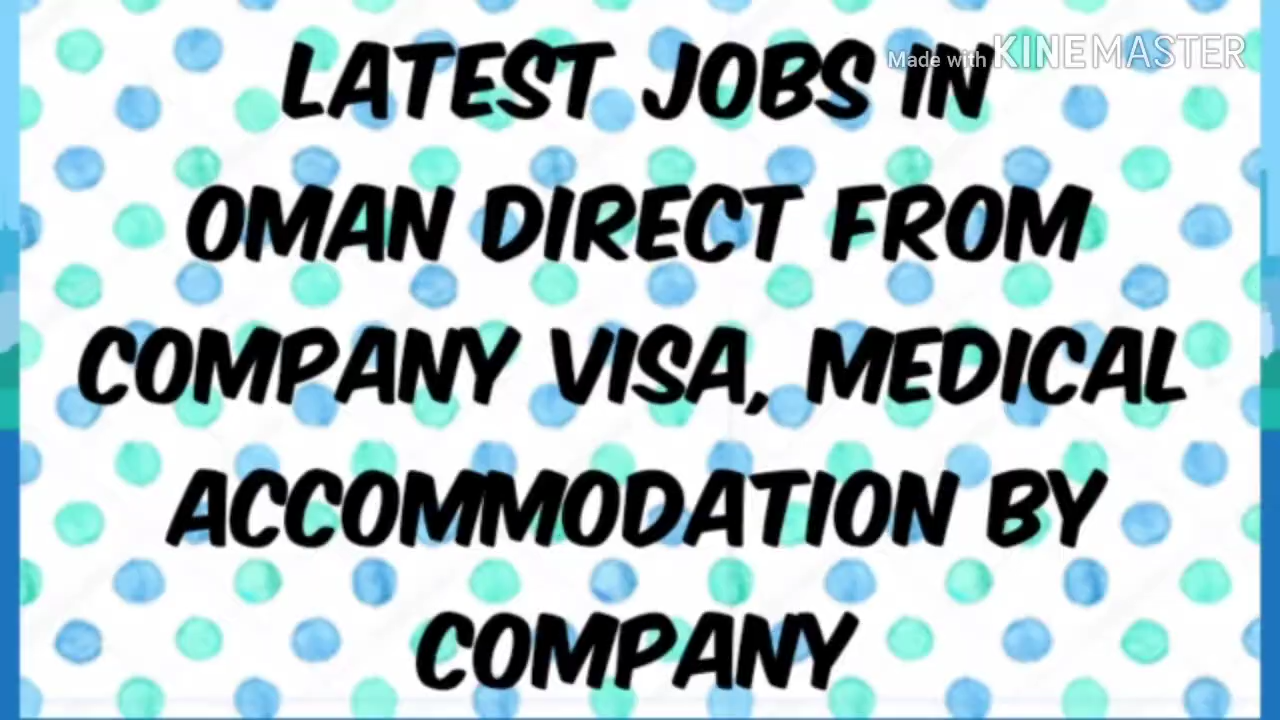 LATEST JOBS IN
Made with KINEMASTER
OMAN DIRECT FROM
COMPANY VISA, MEDICAL
ACCOMMODATION BY
COMPANY